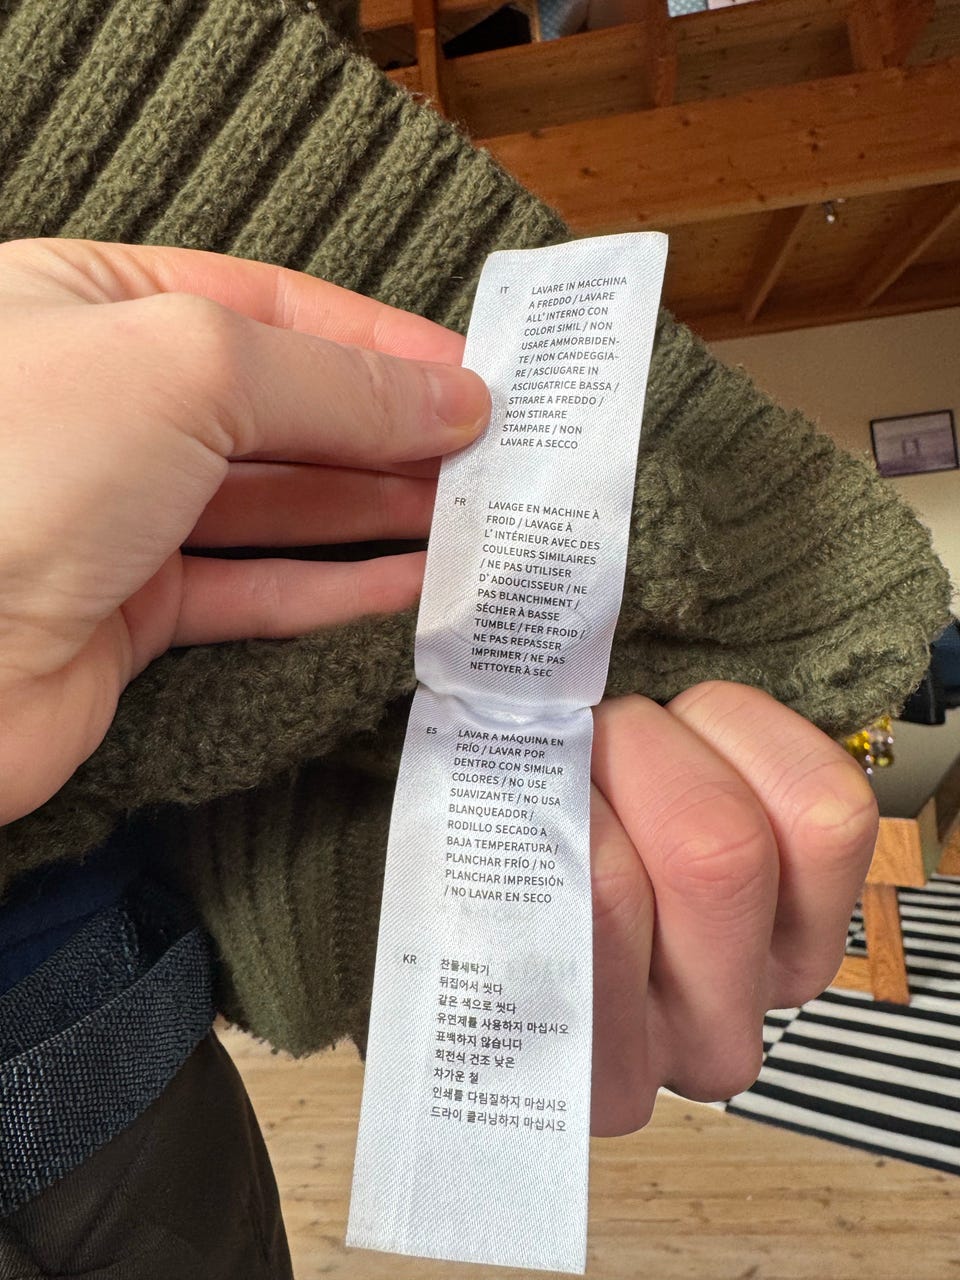 IT LAVARE IN MACCHINA
A FREDDO / LAVARE
ALL' INTERNO CON
COLORI SIMIL / NON
USARE AMMORBIDEN-
TE / NON CANDEGGIA-
RE / ASCIUGARE IN
ASCIUGATRICE BASSA /
STIRARE A FREDDO /
NON STIRARE
STAMPARE / NON
LAVARE A SECCO
FR LAVAGE EN MACHINE À
FROID / LAVAGE À
L' INTÉRIEUR AVEC DES
COULEURS SIMILAIRES
/ NE PAS UTILISER
D' ADOUCISSEUR / NE
PAS BLANCHIMENT /
SÉCHER À BASSE
TUMBLE / FER FROID /
NE PAS REPASSER
IMPRIMER / NE PAS
NETTOYER À SEC
ES LAVAR A MÁQUINA EN
FRÍO / LAVAR POR
DENTRO CON SIMILAR
COLORES / NO USE
SUAVIZANTE / NO USA
BLANQUEADOR /
RODILLO SECADO A
BAJA TEMPERATURA /
PLANCHAR FRÍO / NO
PLANCHAR IMPRESIÓN
/ NO LAVAR EN SECO
KR 찬물세탁기
뒤집어서 씻다
같은 색으로 씻다
유연제를 사용하지 마십시오
표백하지 않습니다
회전식 건조 낮은
차가운 철
인쇄를 다림질하지 마십시오
드라이 클리닝하지 마십시오